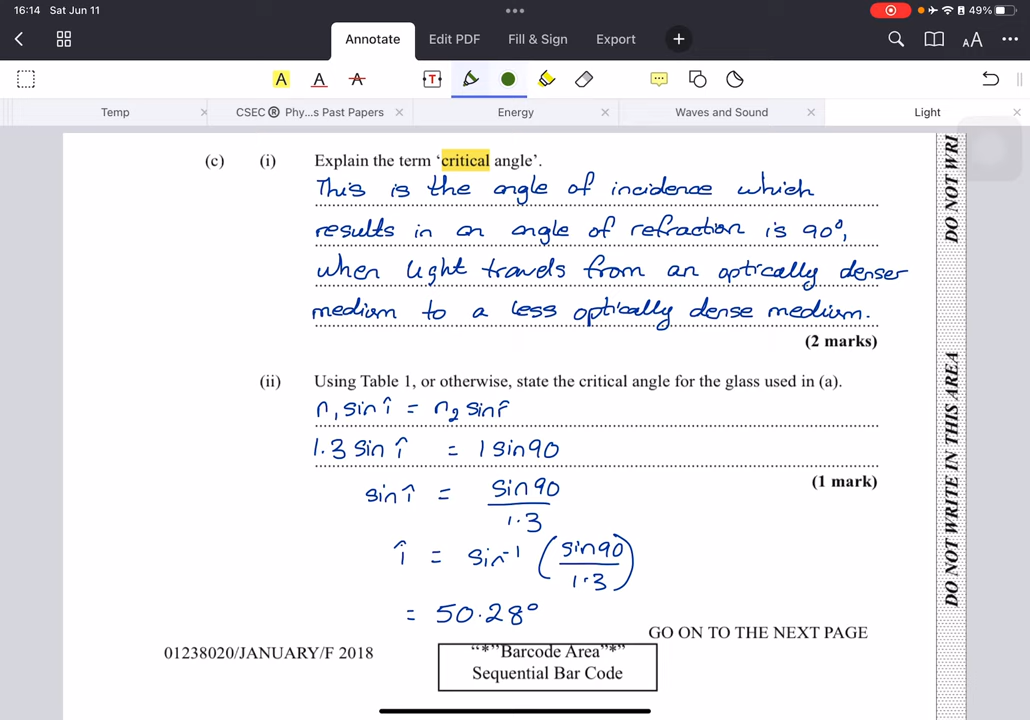 16:14 Sat Jun 11
49%
Annotate Edit PDF Fill & Sign Export
Temp CSEC ® Phy...s Past Papers Energy Waves and Sound Light
(c) (i) Explain the term ‘critical angle’.
This is the angle of incidence which
results in an angle of refraction is 90°,
when light travels from an optically denser
medium to a less optically dense medium.
(2 marks)
(ii) Using Table 1, or otherwise, state the critical angle for the glass used in (a).
n₁ sin î = n₂ sin r̂
1.3 sin î = 1 sin 90
(1 mark)
sin î = sin 90 / 1.3
î = sin⁻¹ (sin 90 / 1.3)
= 50.28°
GO ON TO THE NEXT PAGE
01238020/JANUARY/F 2018
“*”Barcode Area”*”
Sequential Bar Code
DO NOT WRI
DO NOT WRITE IN THIS AREA